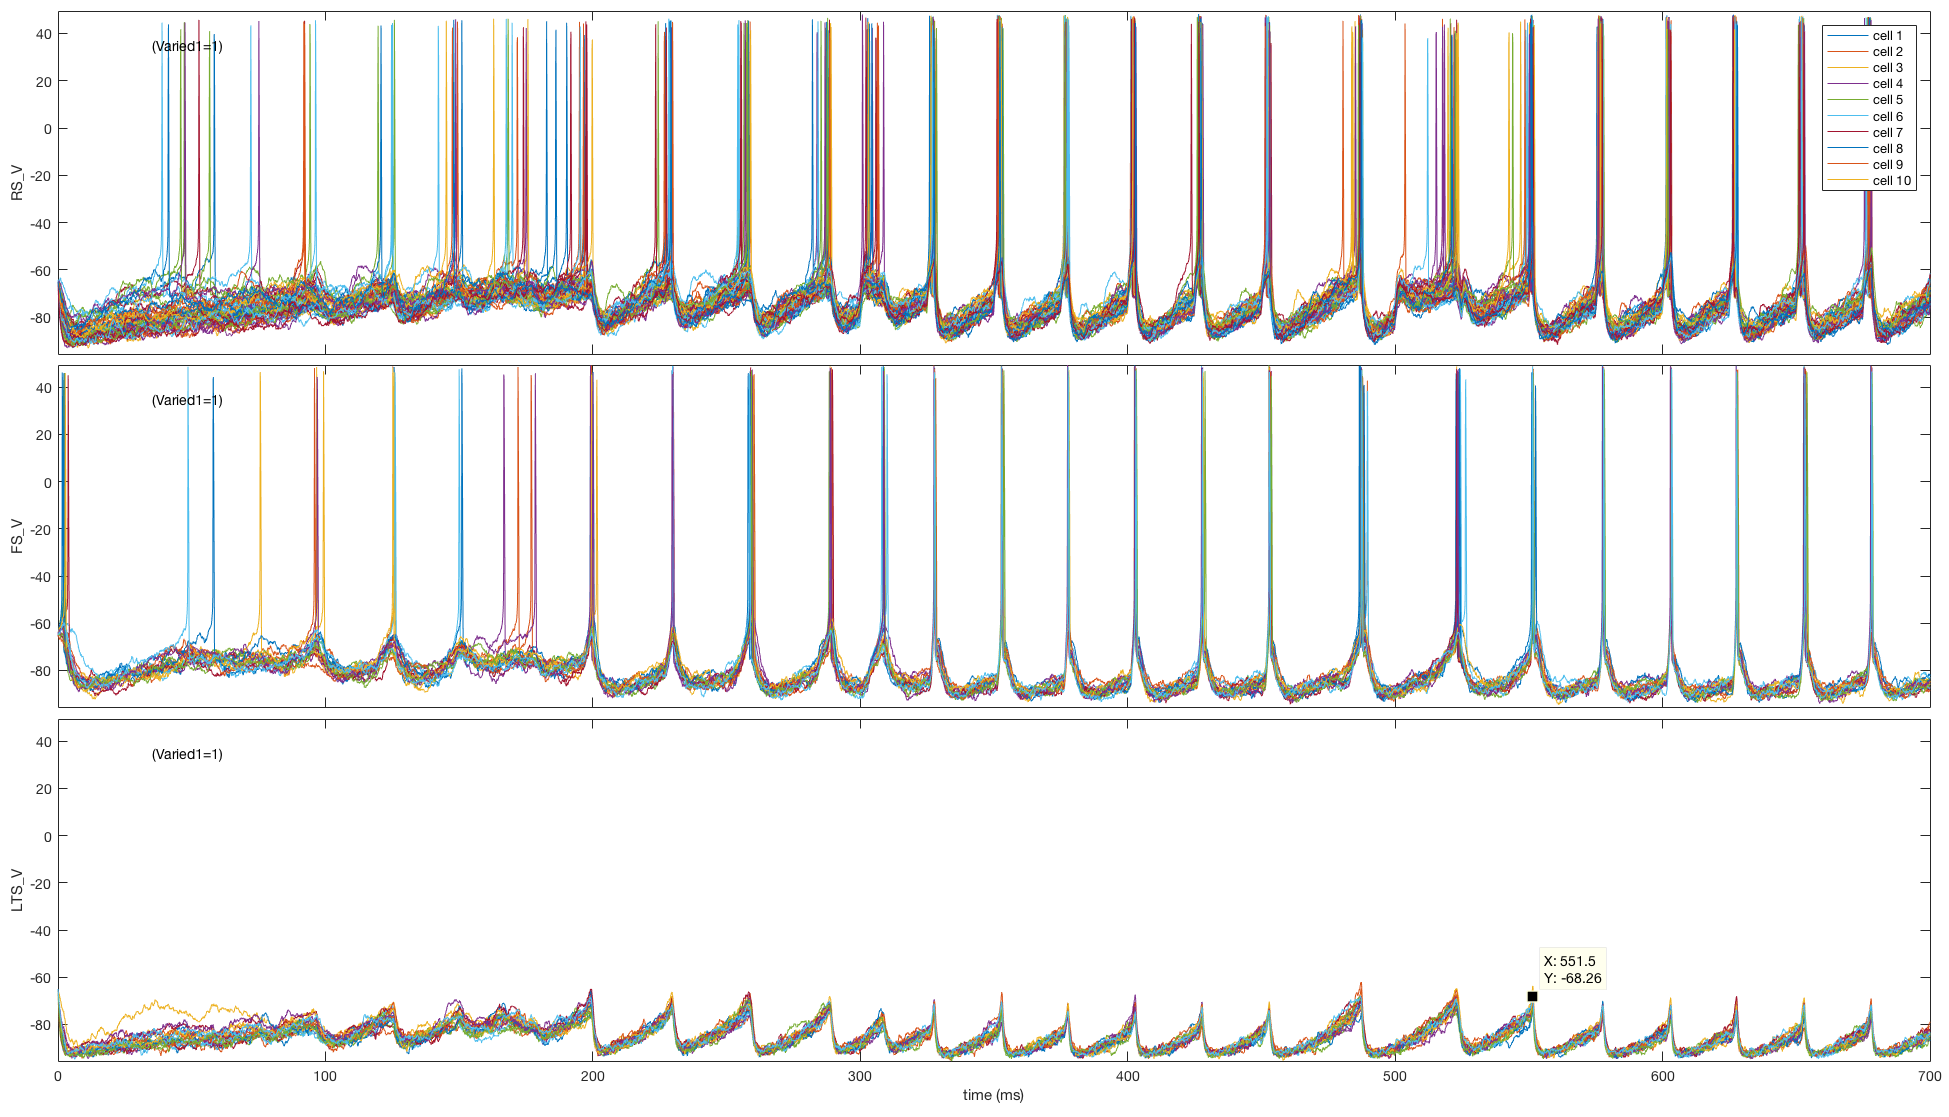 40
20
0
-20
-40
-60
-80
RS_V
(Varied1=1)
cell 1
cell 2
cell 3
cell 4
cell 5
cell 6
cell 7
cell 8
cell 9
cell 10
40
20
0
-20
-40
-60
-80
FS_V
(Varied1=1)
40
20
0
-20
-40
-60
-80
LTS_V
(Varied1=1)
X: 551.5
Y: -68.26
0 100 200 300 400 500 600 700
time (ms)